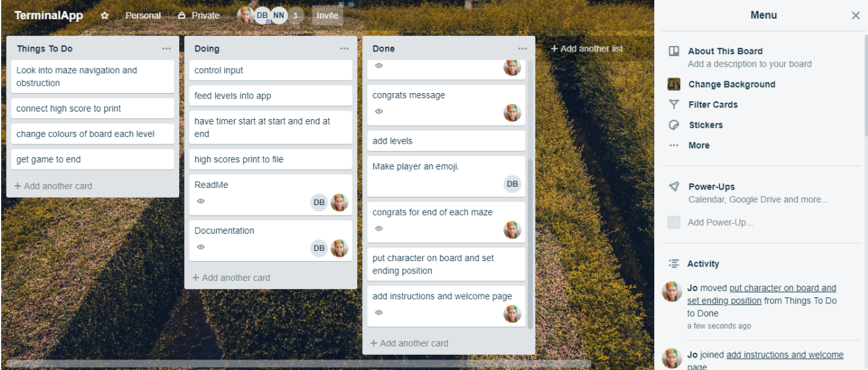 TerminalApp
Personal
Private
DB
NN
3
Invite
Things To Do
Look into maze navigation and
obstruction
connect high score to print
change colours of board each level
get game to end
+ Add another card
Doing
control input
feed levels into app
have timer start at start and end at
end
high scores print to file
ReadMe
DB
Documentation
DB
+ Add another card
Done
congrats message
add levels
Make player an emoji.
DB
congrats for end of each maze
put character on board and set
ending position
add instructions and welcome page
+ Add another card
+ Add another list
Menu
About This Board
Add a description to your board
Change Background
Filter Cards
Stickers
More
Power-Ups
Calendar, Google Drive and more...
Add Power-Up...
Activity
Jo moved put character on board and
set ending position from Things To Do
to Done
a few seconds ago
Jo joined add instructions and welcome
page